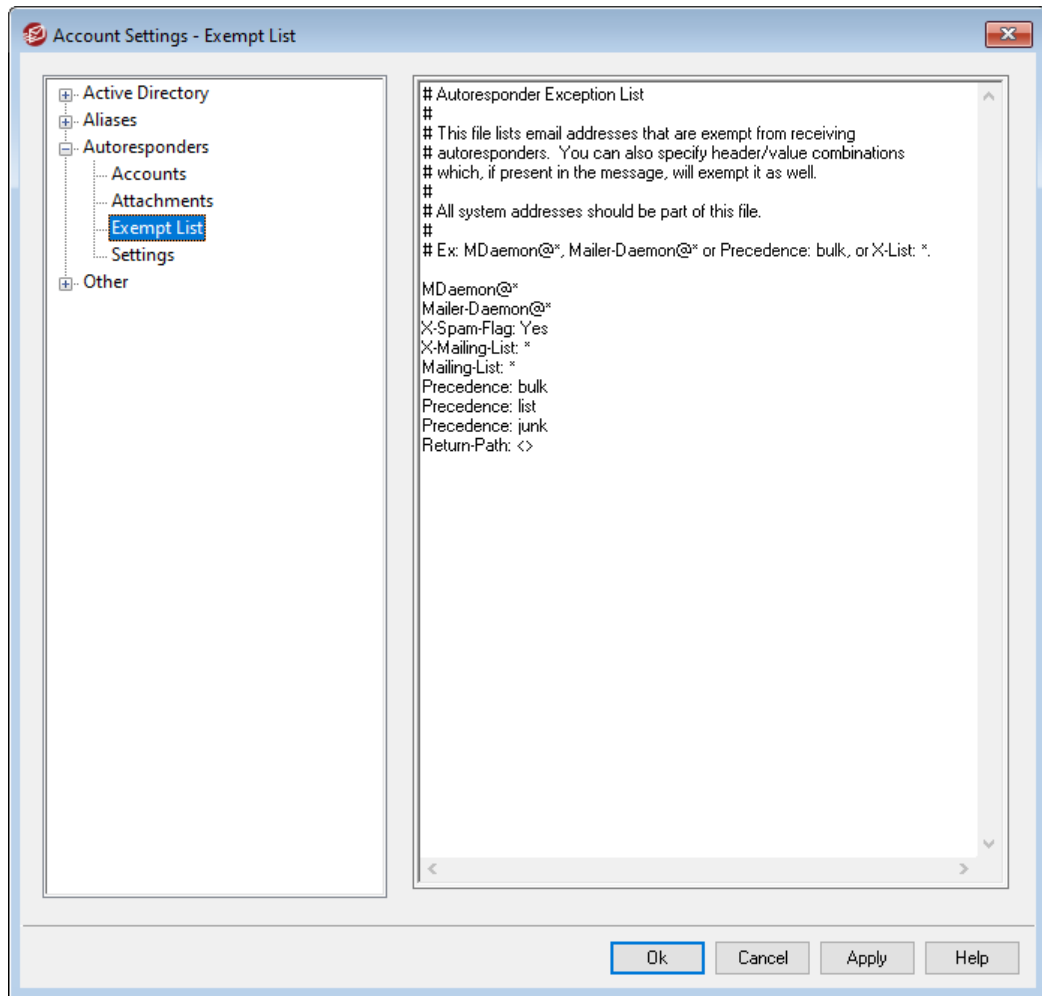 Account Settings - Exempt List
Active Directory
Aliases
Autoresponders
Accounts
Attachments
Exempt List
Settings
Other
# Autoresponder Exception List
#
# This file lists email addresses that are exempt from receiving
# autoresponders.  You can also specify header/value combinations
# which, if present in the message, will exempt it as well.
#
# All system addresses should be part of this file.
#
# Ex: MDaemon@*, Mailer-Daemon@* or Precedence: bulk, or X-List: *.
MDaemon@*
Mailer-Daemon@*
X-Spam-Flag: Yes
X-Mailing-List: *
Mailing-List: *
Precedence: bulk
Precedence: list
Precedence: junk
Return-Path: <>
Ok
Cancel
Apply
Help